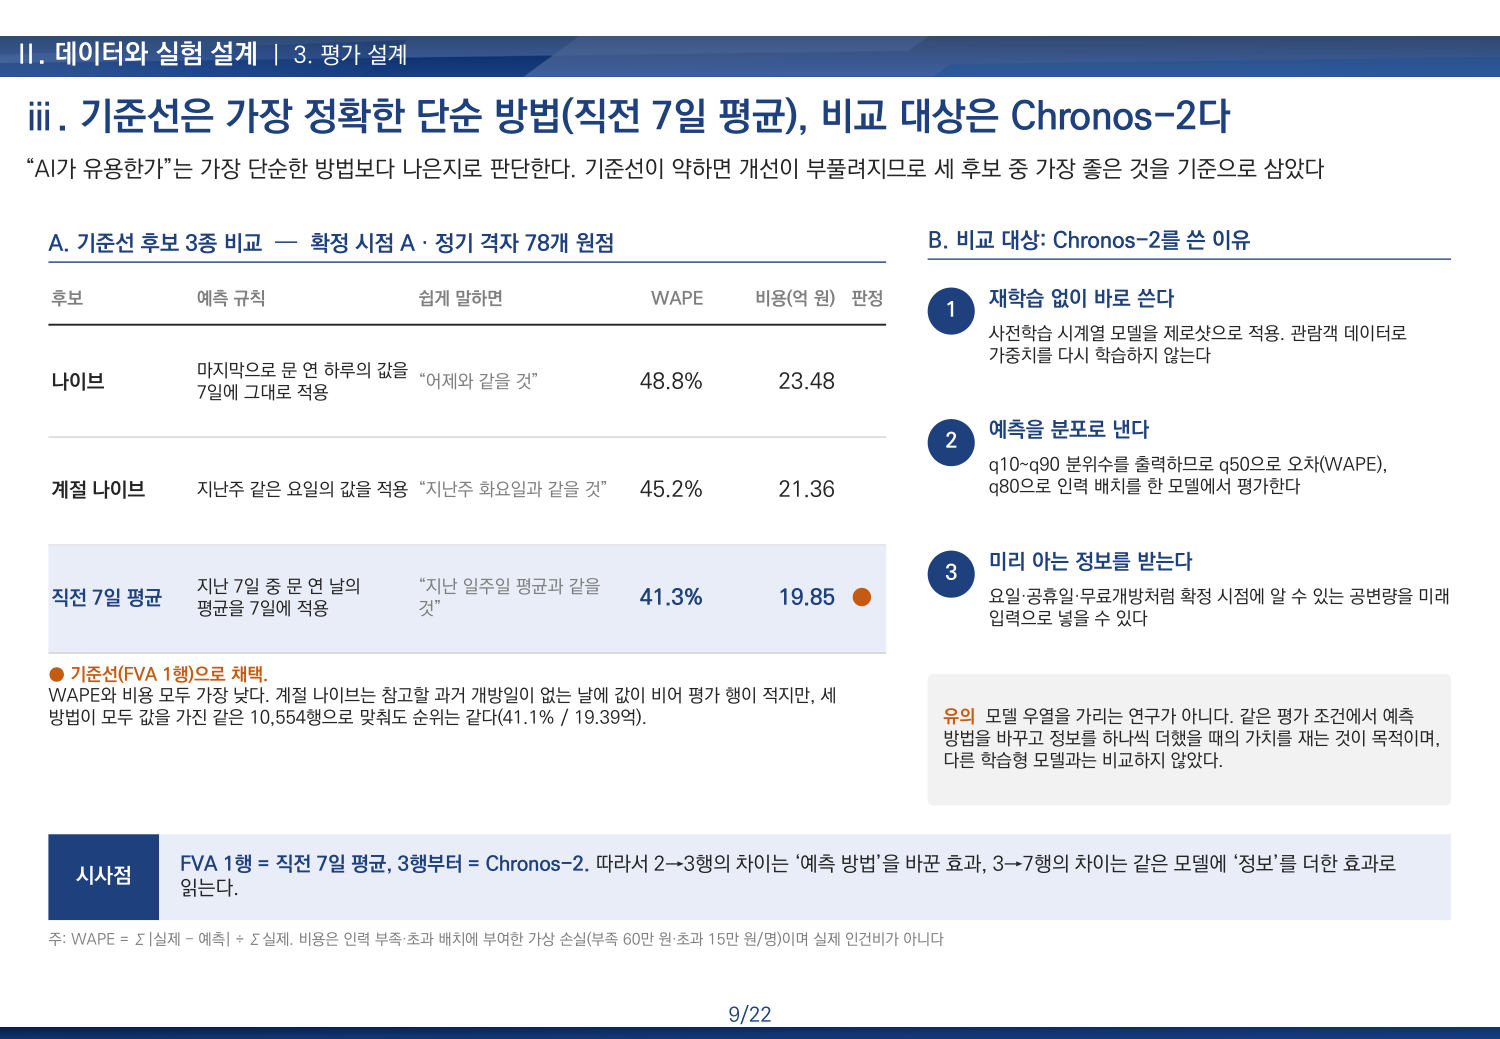 II. 데이터와 실험 설계 | 3. 평가 설계
iii. 기준선은 가장 정확한 단순 방법(직전 7일 평균), 비교 대상은 Chronos-2다
“AI가 유용한가”는 가장 단순한 방법보다 나은지로 판단한다. 기준선이 약하면 개선이 부풀려지므로 세 후보 중 가장 좋은 것을 기준으로 삼았다
A. 기준선 후보 3종 비교 — 확정 시점 A · 정기 격자 78개 원점
후보 예측 규칙 쉽게 말하면 WAPE 비용(억 원) 판정
나이브 마지막으로 문 연 하루의 값을 7일에 그대로 적용 “어제와 같을 것” 48.8% 23.48
계절 나이브 지난주 같은 요일의 값을 적용 “지난주 화요일과 같을 것” 45.2% 21.36
직전 7일 평균 지난 7일 중 문 연 날의 평균을 7일에 적용 “지난 일주일 평균과 같을 것” 41.3% 19.85 ●
● 기준선(FVA 1행)으로 채택.
WAPE와 비용 모두 가장 낮다. 계절 나이브는 참고할 과거 개방일이 없는 날에 값이 비어 평가 행이 적지만, 세
방법이 모두 값을 가진 같은 10,554행으로 맞춰도 순위는 같다(41.1% / 19.39억).
B. 비교 대상: Chronos-2를 쓴 이유
1 재학습 없이 바로 쓴다
사전학습 시계열 모델을 제로샷으로 적용. 관람객 데이터로
가중치를 다시 학습하지 않는다
2 예측을 분포로 낸다
q10~q90 분위수를 출력하므로 q50으로 오차(WAPE),
q80으로 인력 배치를 한 모델에서 평가한다
3 미리 아는 정보를 받는다
요일·공휴일·무료개방처럼 확정 시점에 알 수 있는 공변량을 미래
입력으로 넣을 수 있다
유의 모델 우열을 가리는 연구가 아니다. 같은 평가 조건에서 예측
방법을 바꾸고 정보를 하나씩 더했을 때의 가치를 재는 것이 목적이며,
다른 학습형 모델과는 비교하지 않았다.
시사점
FVA 1행 = 직전 7일 평균, 3행부터 = Chronos-2. 따라서 2→3행의 차이는 ‘예측 방법’을 바꾼 효과, 3→7행의 차이는 같은 모델에 ‘정보’를 더한 효과로
읽는다.
주: WAPE = Σ|실제 − 예측| ÷ Σ실제. 비용은 인력 부족·초과 배치에 부여한 가상 손실(부족 60만 원·초과 15만 원/명)이며 실제 인건비가 아니다
9/22